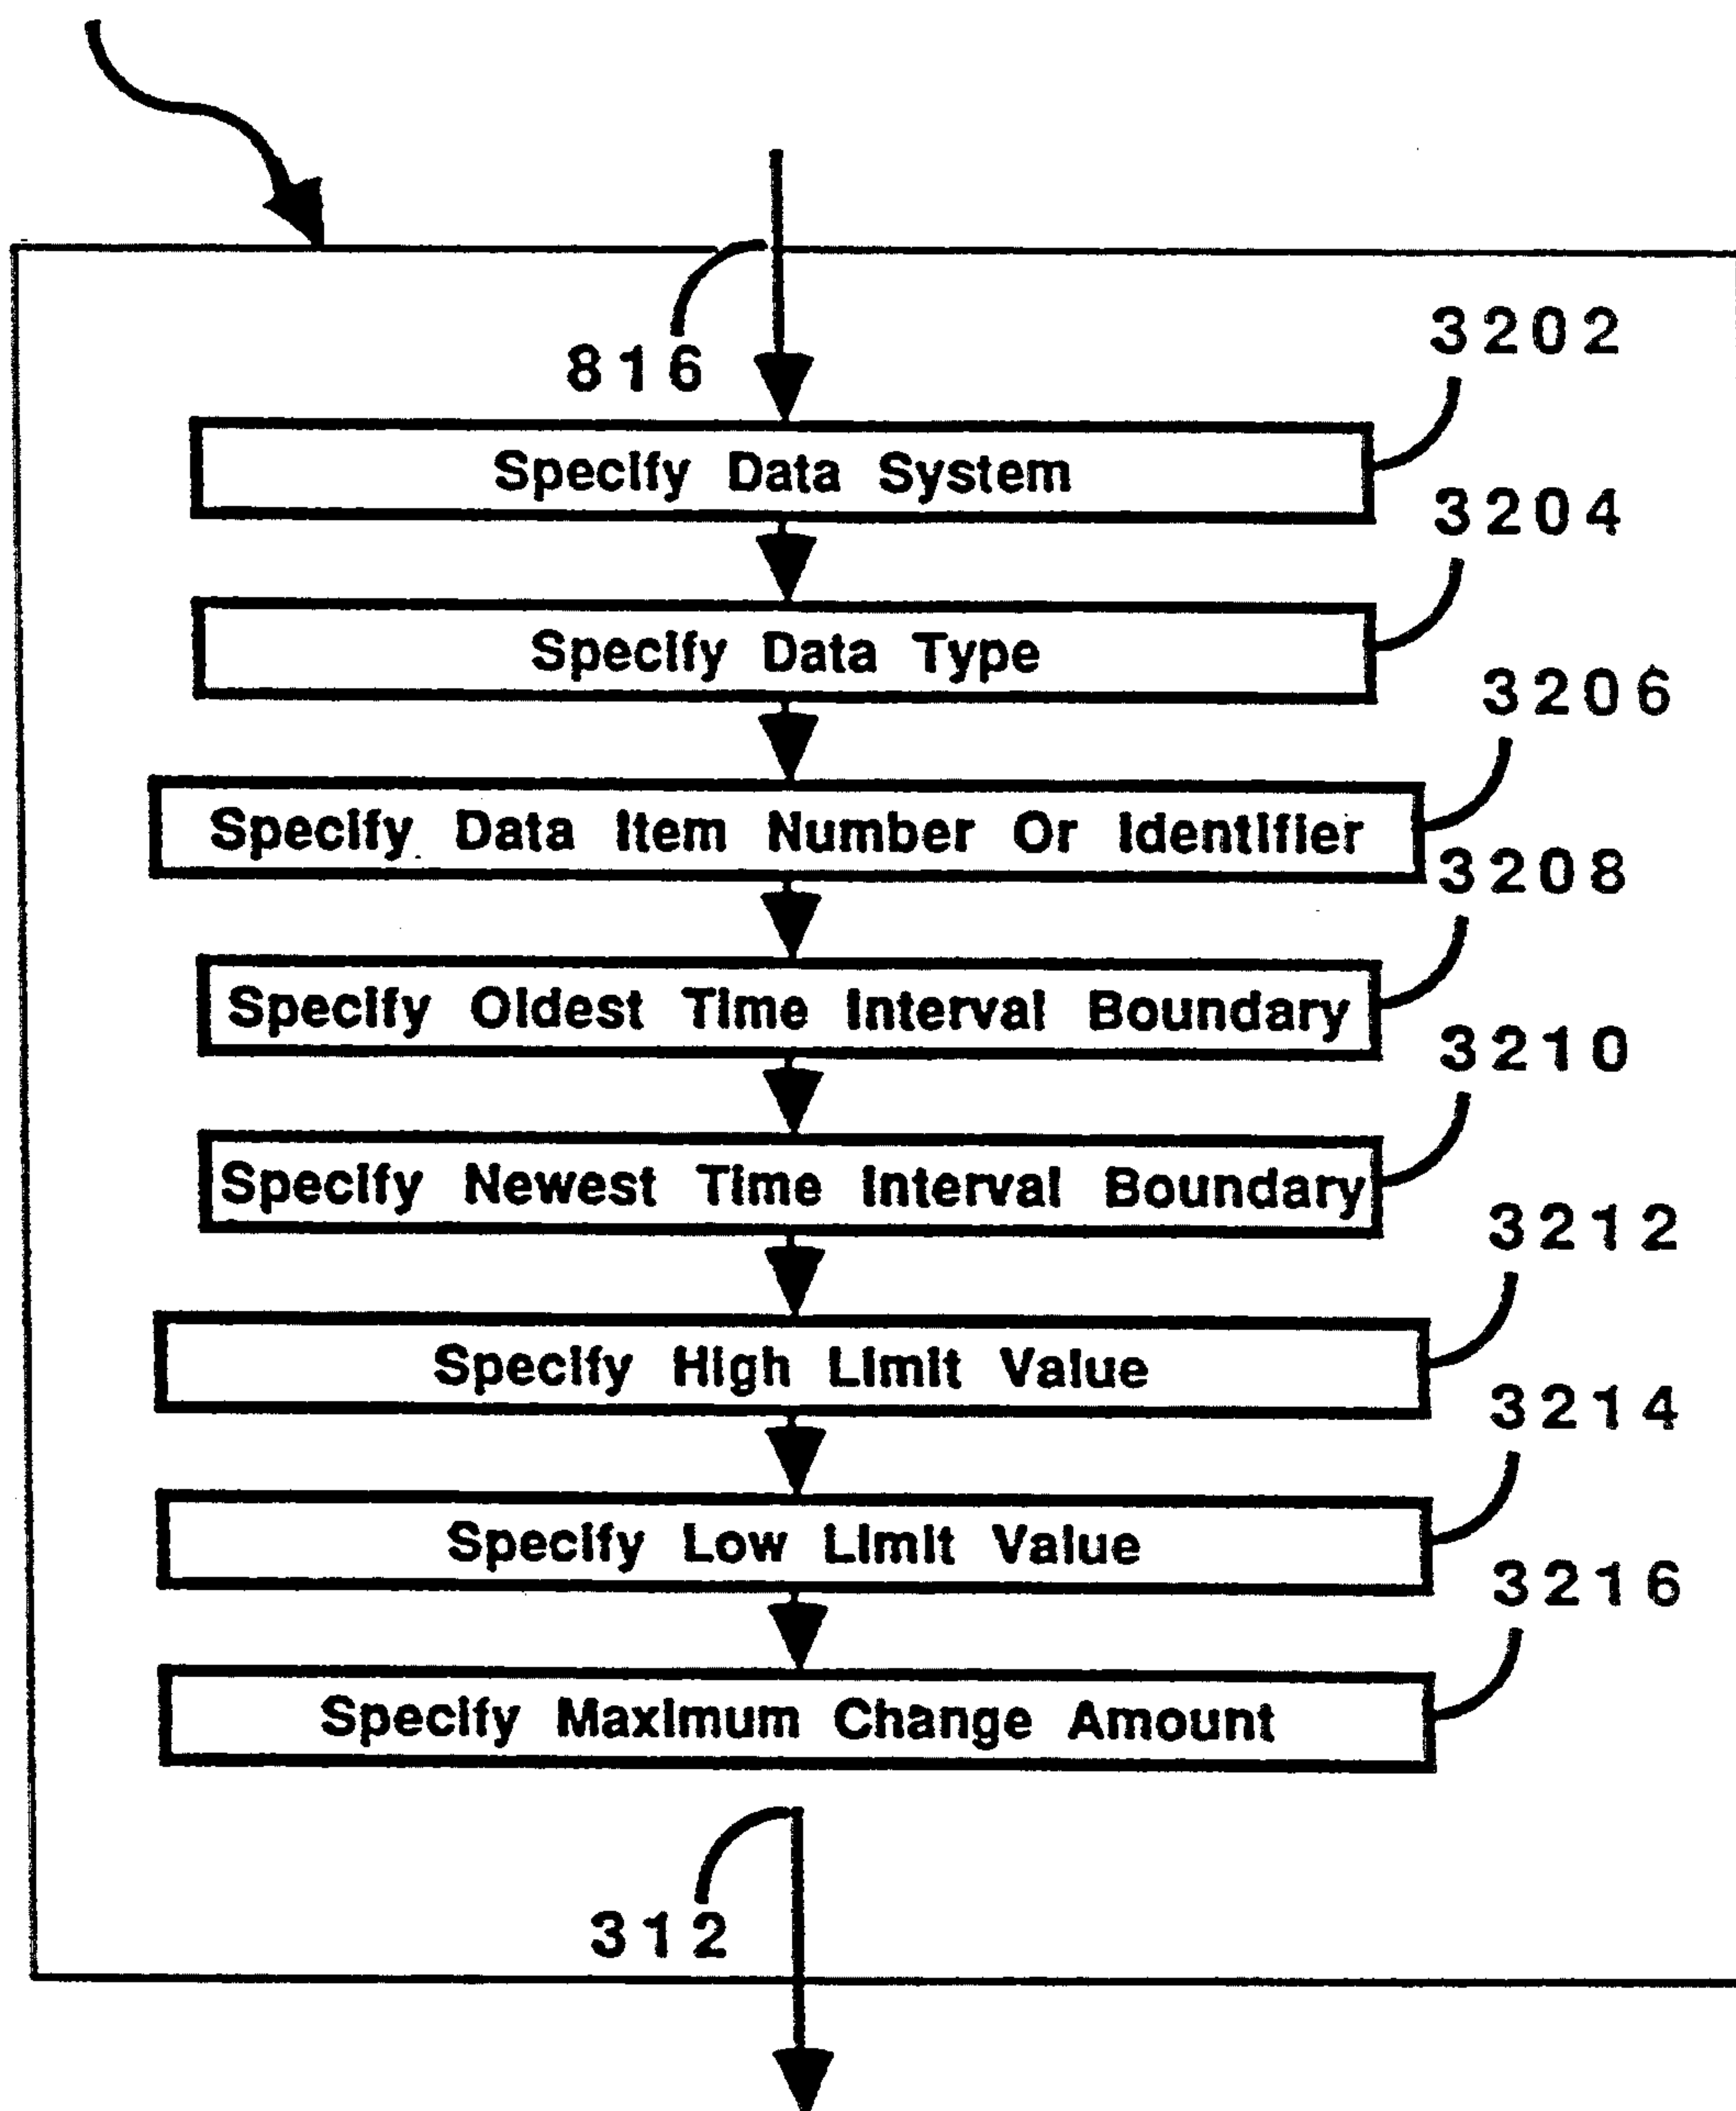 816
3202
Specify Data System
3204
Specify Data Type
3206
Specify Data Item Number Or Identifier
3208
Specify Oldest Time Interval Boundary
3210
Specify Newest Time Interval Boundary
3212
Specify High Limit Value
3214
Specify Low Limit Value
3216
Specify Maximum Change Amount
312